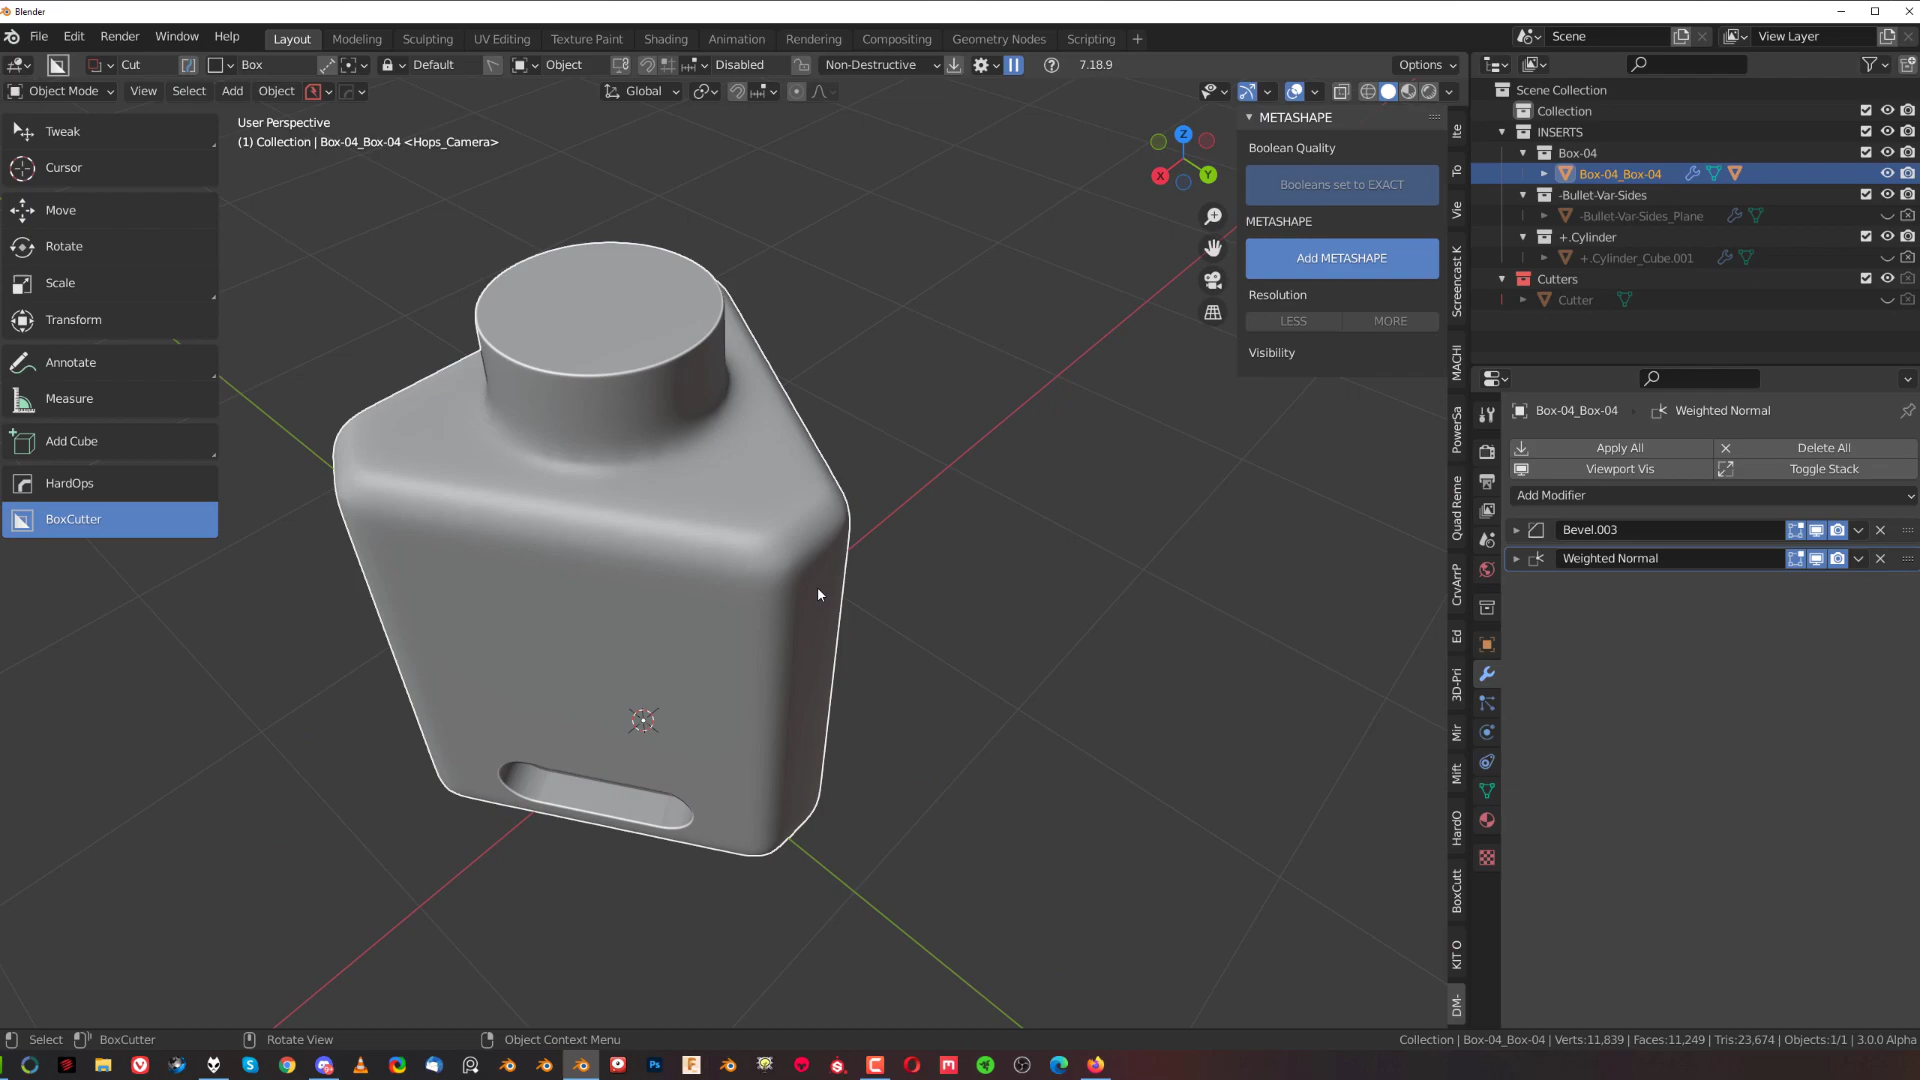 Blender
File Edit Render Window Help Layout Modeling Sculpting UV Editing Texture Paint Shading Animation Rendering Compositing Geometry Nodes Scripting + Scene View Layer
Cut Box Default Object Disabled Non-Destructive 7.18.9 Options
Object Mode View Select Add Object Global
User Perspective
(1) Collection | Box-04_Box-04 <Hops_Camera>
Tweak
Cursor
Move
Rotate
Scale
Transform
Annotate
Measure
Add Cube
HardOps
BoxCutter
Z
X
Y
METASHAPE
Boolean Quality
Booleans set to EXACT
METASHAPE
Add METASHAPE
Resolution
LESS MORE
Visibility
Ite
To
Vie
Screencast K
MACHI
PowerSa
Quad Reme
CrvArrP
Ed
3D-Pri
Mir
Mift
HardO
BoxCutt
KIT O
DM-
Scene Collection
Collection
INSERTS
Box-04
Box-04_Box-04
-Bullet-Var-Sides
-Bullet-Var-Sides_Plane
+.Cylinder
+.Cylinder_Cube.001
Cutters
Cutter
Box-04_Box-04 Weighted Normal
Apply All Delete All
Viewport Vis Toggle Stack
Add Modifier
Bevel.003
Weighted Normal
Select BoxCutter Rotate View Object Context Menu Collection | Box-04_Box-04 | Verts:11,839 | Faces:11,249 | Tris:23,674 | Objects:1/1 | 3.0.0 Alpha